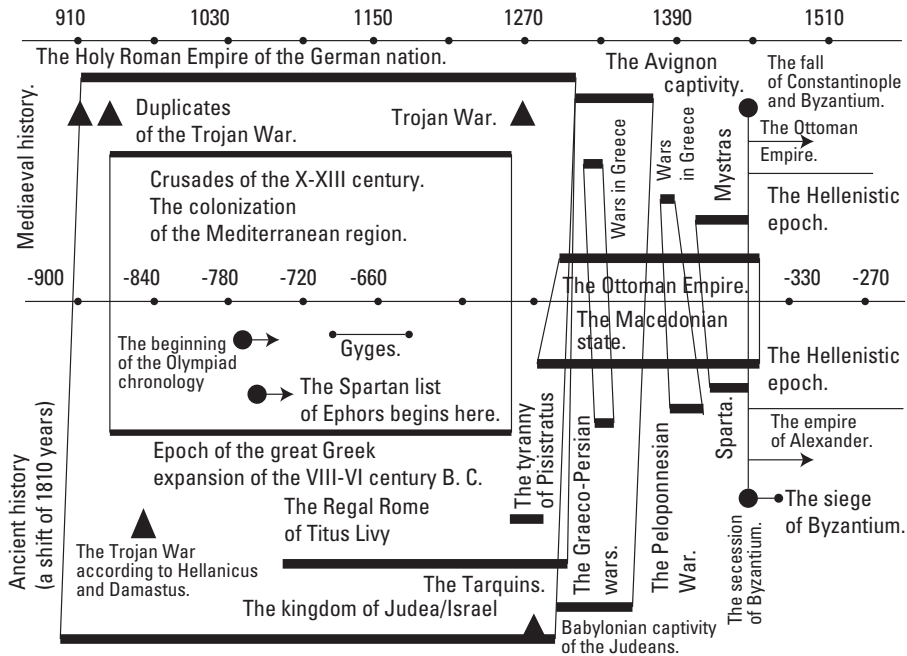 910 1030 1150 1270 1390 1510
The Holy Roman Empire of the German nation.
The Avignon
captivity.
The fall
of Constantinople
and Byzantium.
Mediaeval history.
Duplicates
of the Trojan War.
Trojan War.
Wars in Greece
Wars
in Greece
Mystras
The Ottoman
Empire.
Crusades of the X-XIII century.
The colonization
of the Mediterranean region.
The Hellenistic
epoch.
-900 -840 -780 -720 -660 -330 -270
The Ottoman Empire.
The Macedonian
state.
The beginning
of the Olympiad
chronology
Gyges.
The Spartan list
of Ephors begins here.
The Hellenistic
epoch.
Ancient history
(a shift of 1810 years)
Epoch of the great Greek
expansion of the VIII-VI century B. C.
The tyranny
of Pisistratus
The Graeco-Persian
wars.
The Peloponnesian
War.
Sparta.
The empire
of Alexander.
The Regal Rome
of Titus Livy
The siege
of Byzantium.
The secession
of Byzantium.
The Trojan War
according to Hellanicus
and Damastus.
The Tarquins.
The kingdom of Judea/Israel
Babylonian captivity
of the Judeans.